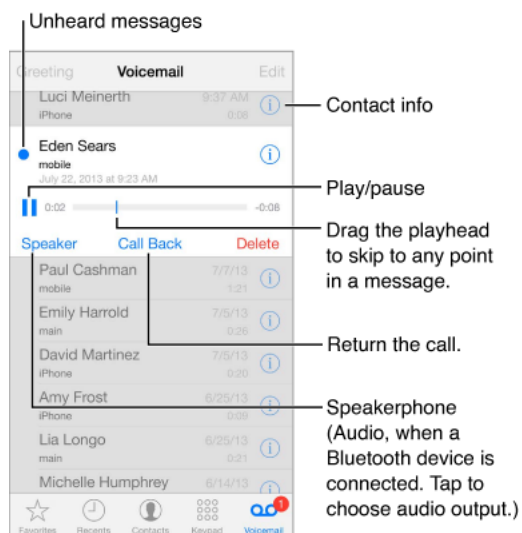 Unheard messages
Greeting Voicemail Edit
Luci Meinerth 9:37 AM
iPhone 0:08
Contact info
Eden Sears
mobile
July 22, 2013 at 9:23 AM
Play/pause
0:02 -0:08
Drag the playhead
to skip to any point
in a message.
Speaker Call Back Delete
Paul Cashman 7/7/13
mobile 1:21
Emily Harrold 7/5/13
main 0:26
Return the call.
David Martinez 7/5/13
iPhone 0:20
Amy Frost 6/25/13
iPhone 0:09
Speakerphone
(Audio, when a
Bluetooth device is
connected. Tap to
choose audio output.)
Lia Longo 6/25/13
main 0:21
Michelle Humphrey 6/14/13
1
Favorites Recents Contacts Keypad Voicemail